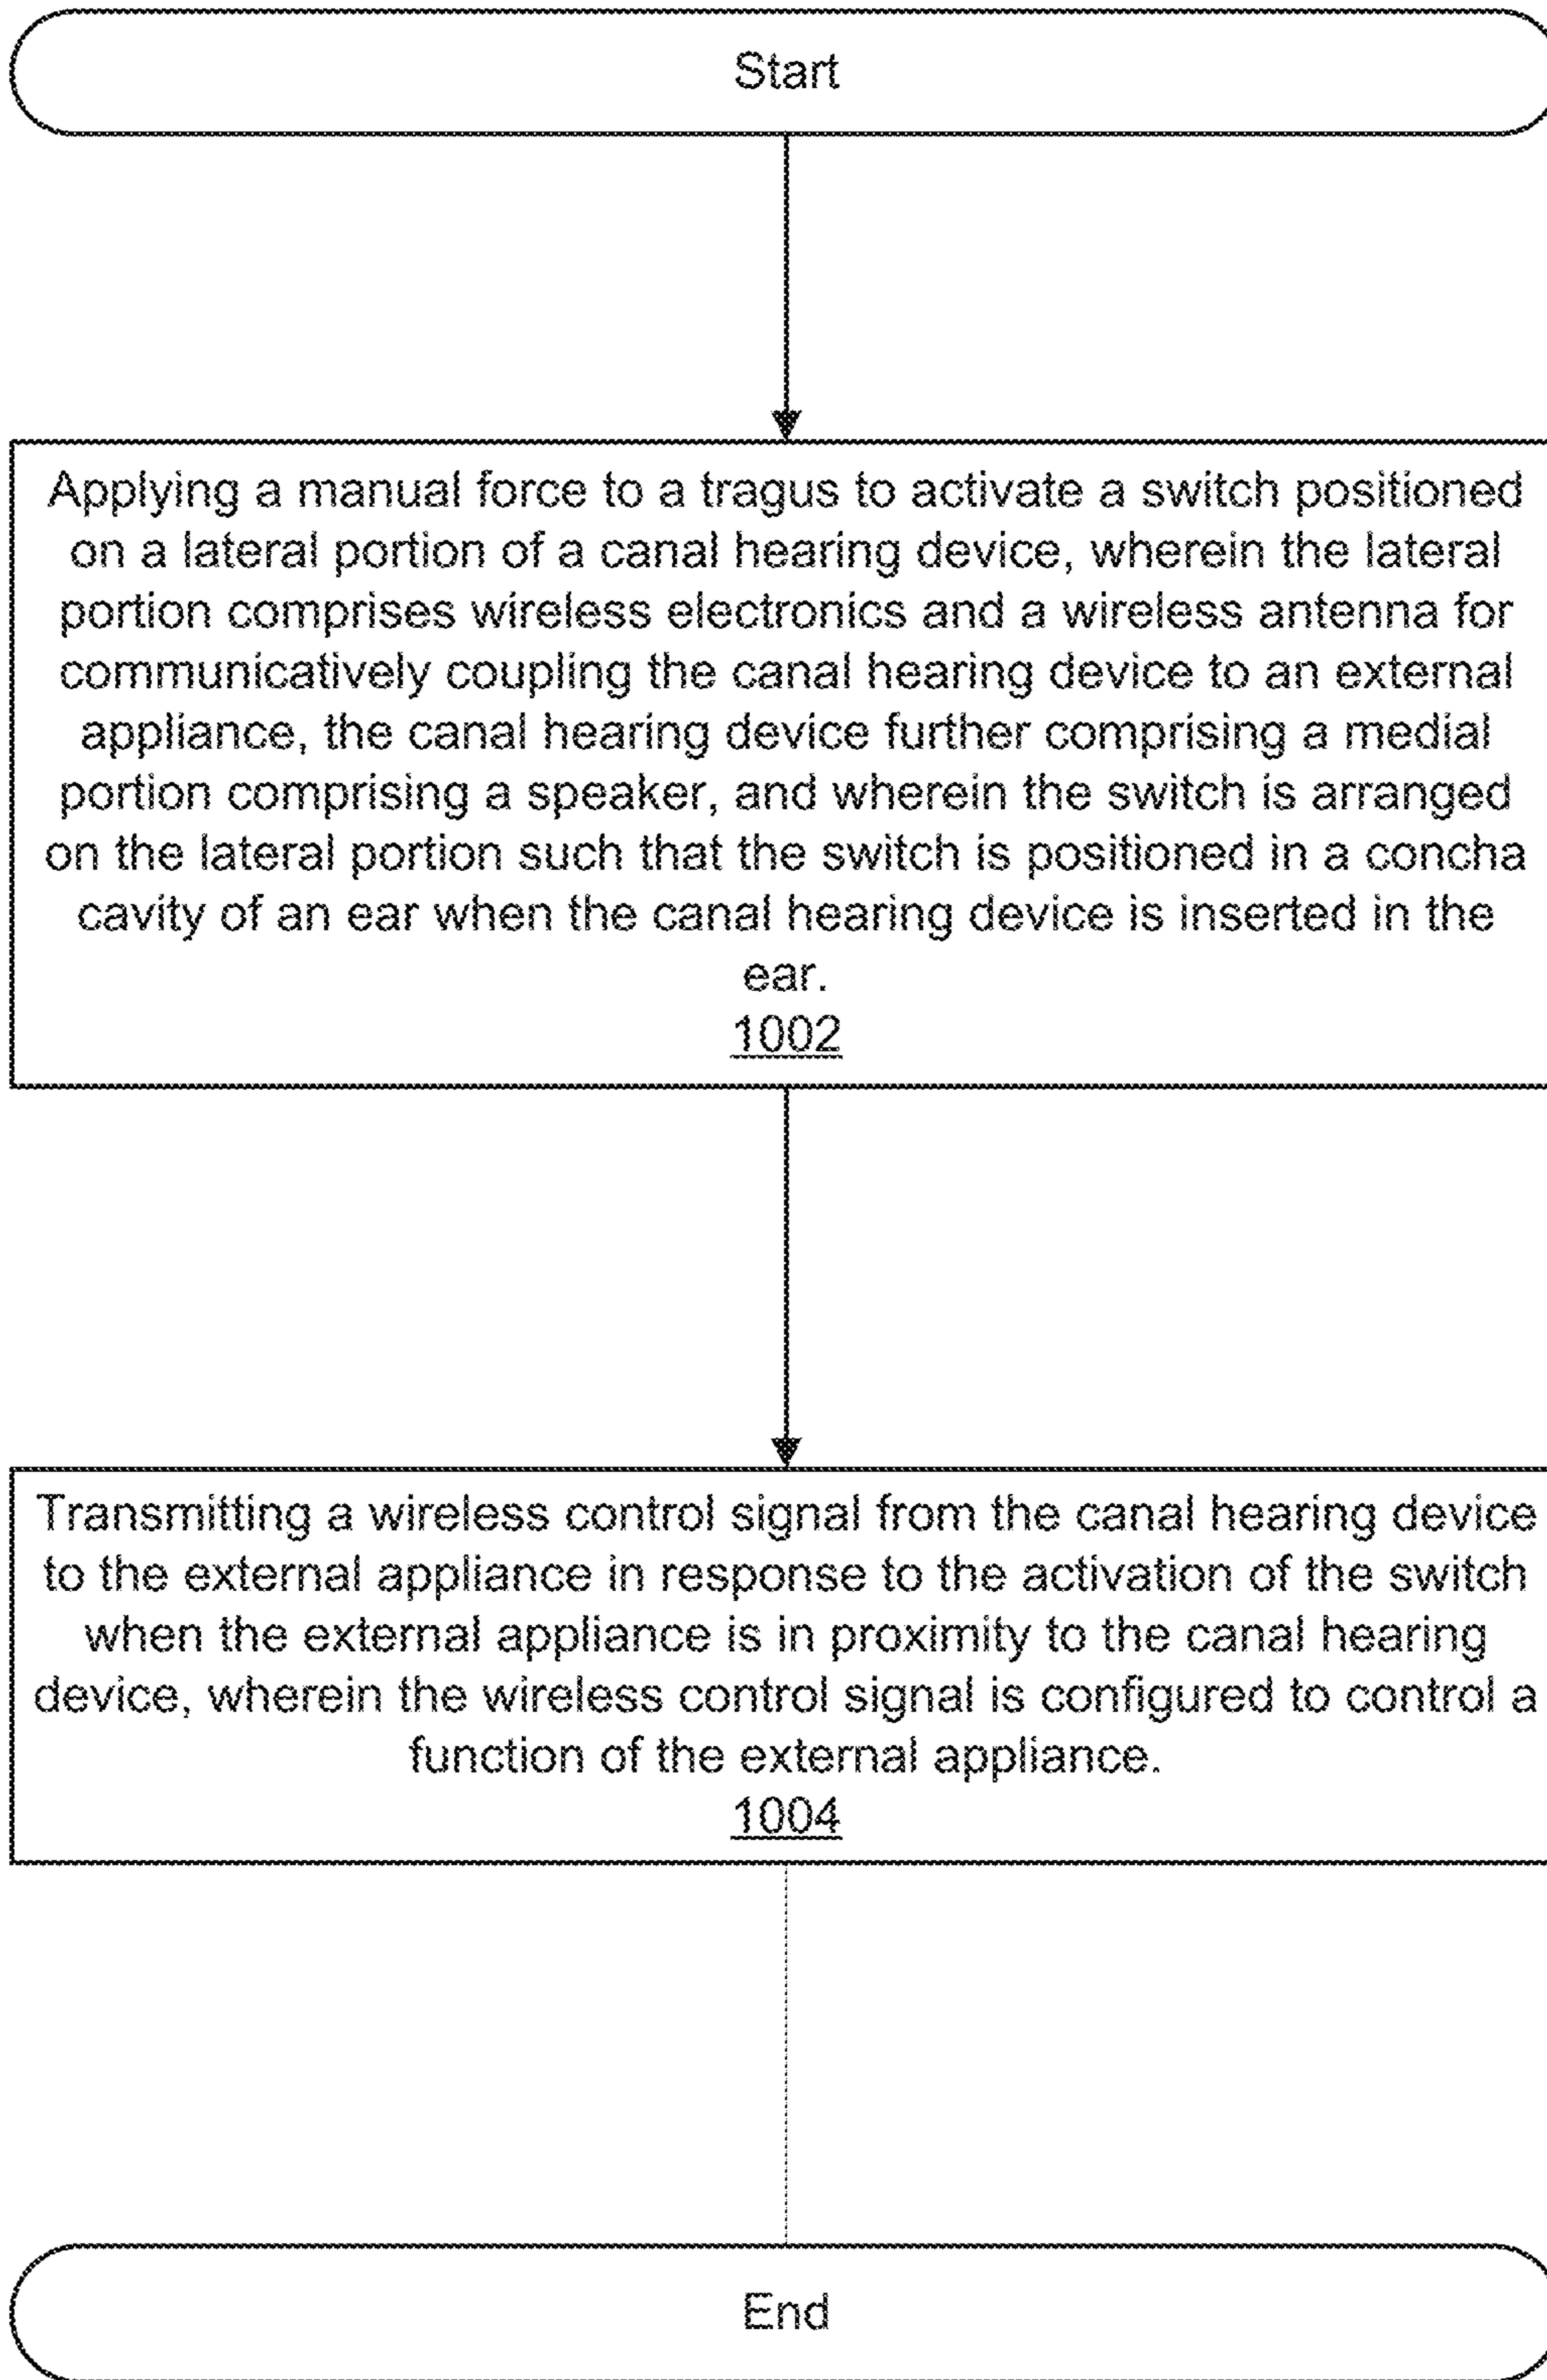 Start
Applying a manual force to a tragus to activate a switch positioned
on a lateral portion of a canal hearing device, wherein the lateral
portion comprises wireless electronics and a wireless antenna for
communicatively coupling the canal hearing device to an external
appliance, the canal hearing device further comprising a medial
portion comprising a speaker, and wherein the switch is arranged
on the lateral portion such that the switch is positioned in a concha
cavity of an ear when the canal hearing device is inserted in the
ear.
1002
Transmitting a wireless control signal from the canal hearing device
to the external appliance in response to the activation of the switch
when the external appliance is in proximity to the canal hearing
device, wherein the wireless control signal is configured to control a
function of the external appliance.
1004
End